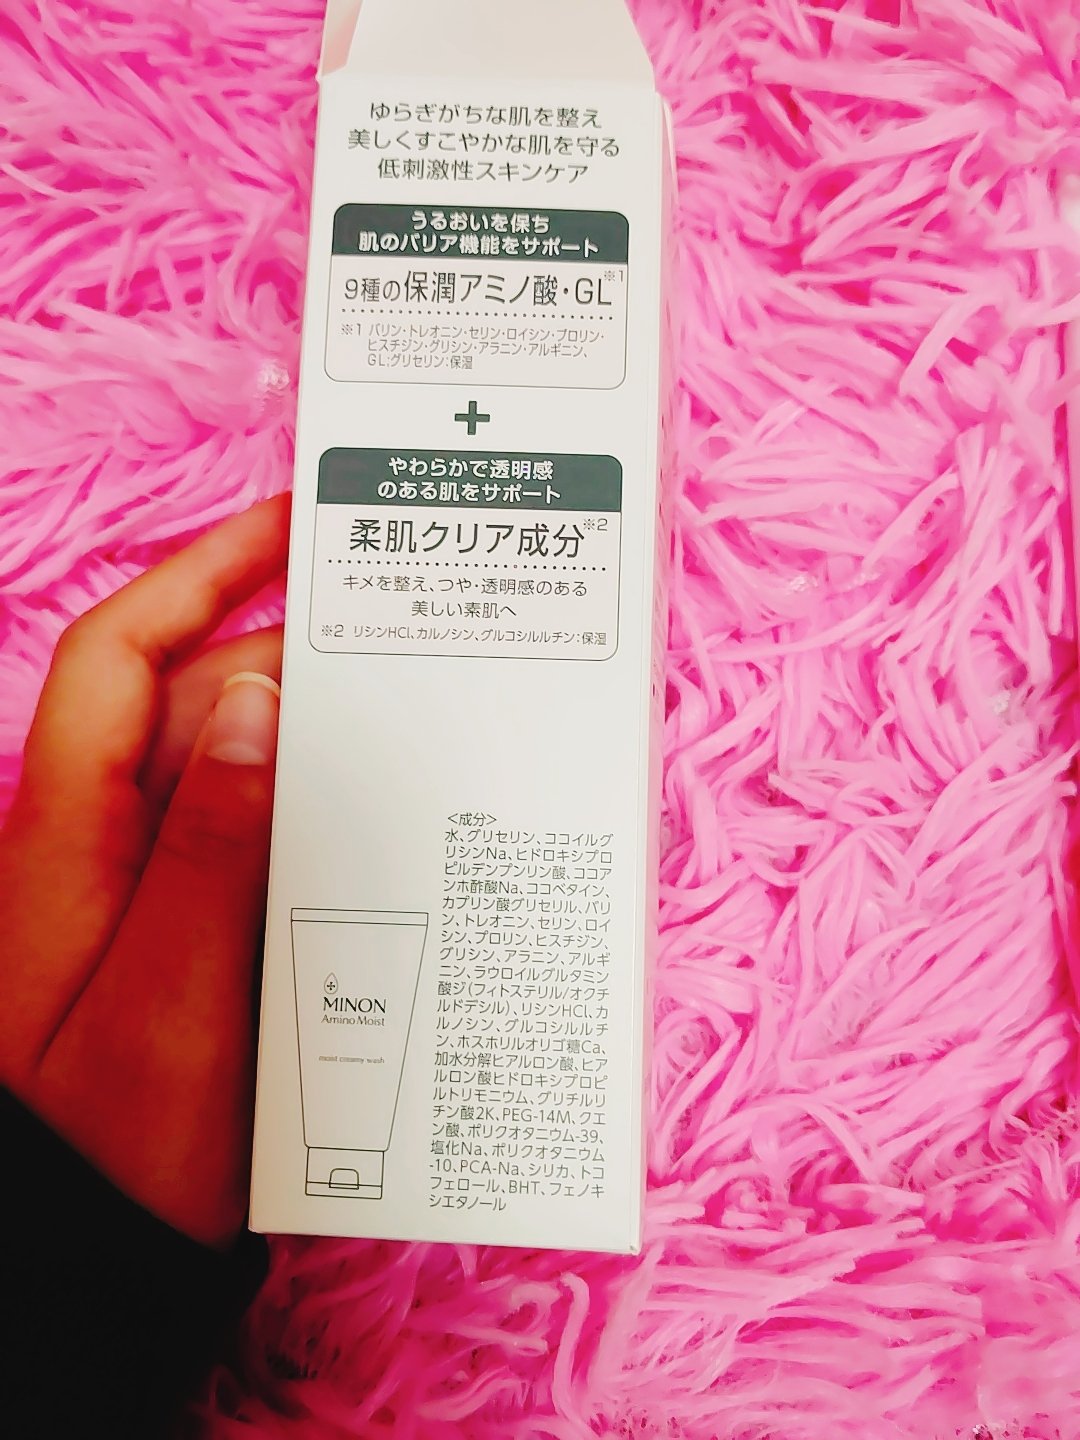 ゆらぎがちな肌を整え
美しくすこやかな肌を守る
低刺激性スキンケア
うるおいを保ち
肌のバリア機能をサポート
9種の保潤アミノ酸・GL※1
※1 バリン・トレオニン・セリン・ロイシン・プロリン・
ヒスチジン・グリシン・アラニン・アルギニン、
GL:グリセリン:保湿
+
やわらかで透明感
のある肌をサポート
柔肌クリア成分※2
キメを整え、つや・透明感のある
美しい素肌へ
※2 リシンHCl、カルノシン、グルコシルルチン:保湿
<成分>
水、グリセリン、ココイルグ
リシンNa、ヒドロキシプロ
ピルデンプンリン酸、ココア
ンホ酢酸Na、ココベタイン、
カプリン酸グリセリル、バリ
ン、トレオニン、セリン、ロイ
シン、プロリン、ヒスチジン、
グリシン、アラニン、アルギ
ニン、ラウロイルグルタミン
酸ジ(フィトステリル/オクチ
ルドデシル)、リシンHCl、カ
ルノシン、グルコシルルチ
ン、ホスホリルオリゴ糖Ca、
加水分解ヒアルロン酸、ヒア
ルロン酸ヒドロキシプロピ
ルトリモニウム、グリチルリ
チン酸2K、PEG-14M、クエ
ン酸、ポリクオタニウム-39、
塩化Na、ポリクオタニウム
-10、PCA-Na、シリカ、トコ
フェロール、BHT、フェノキ
シエタノール
MINON
Amino Moist
moist creamy wash